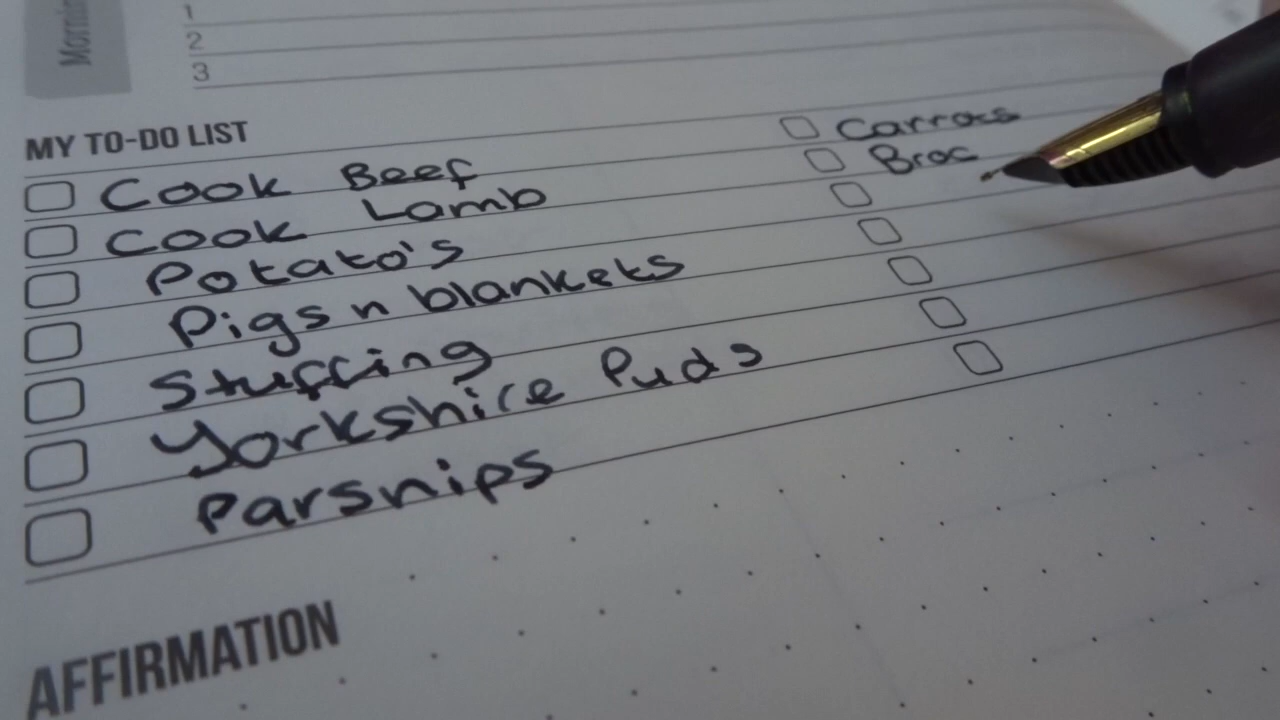 Mornin
1
2
3
MY TO-DO LIST
Cook Beef
Cook Lamb
Potato's
Pigs n blankets
Stuffing
Yorkshire Puds
Parsnips
Carrots
Broc
AFFIRMATION